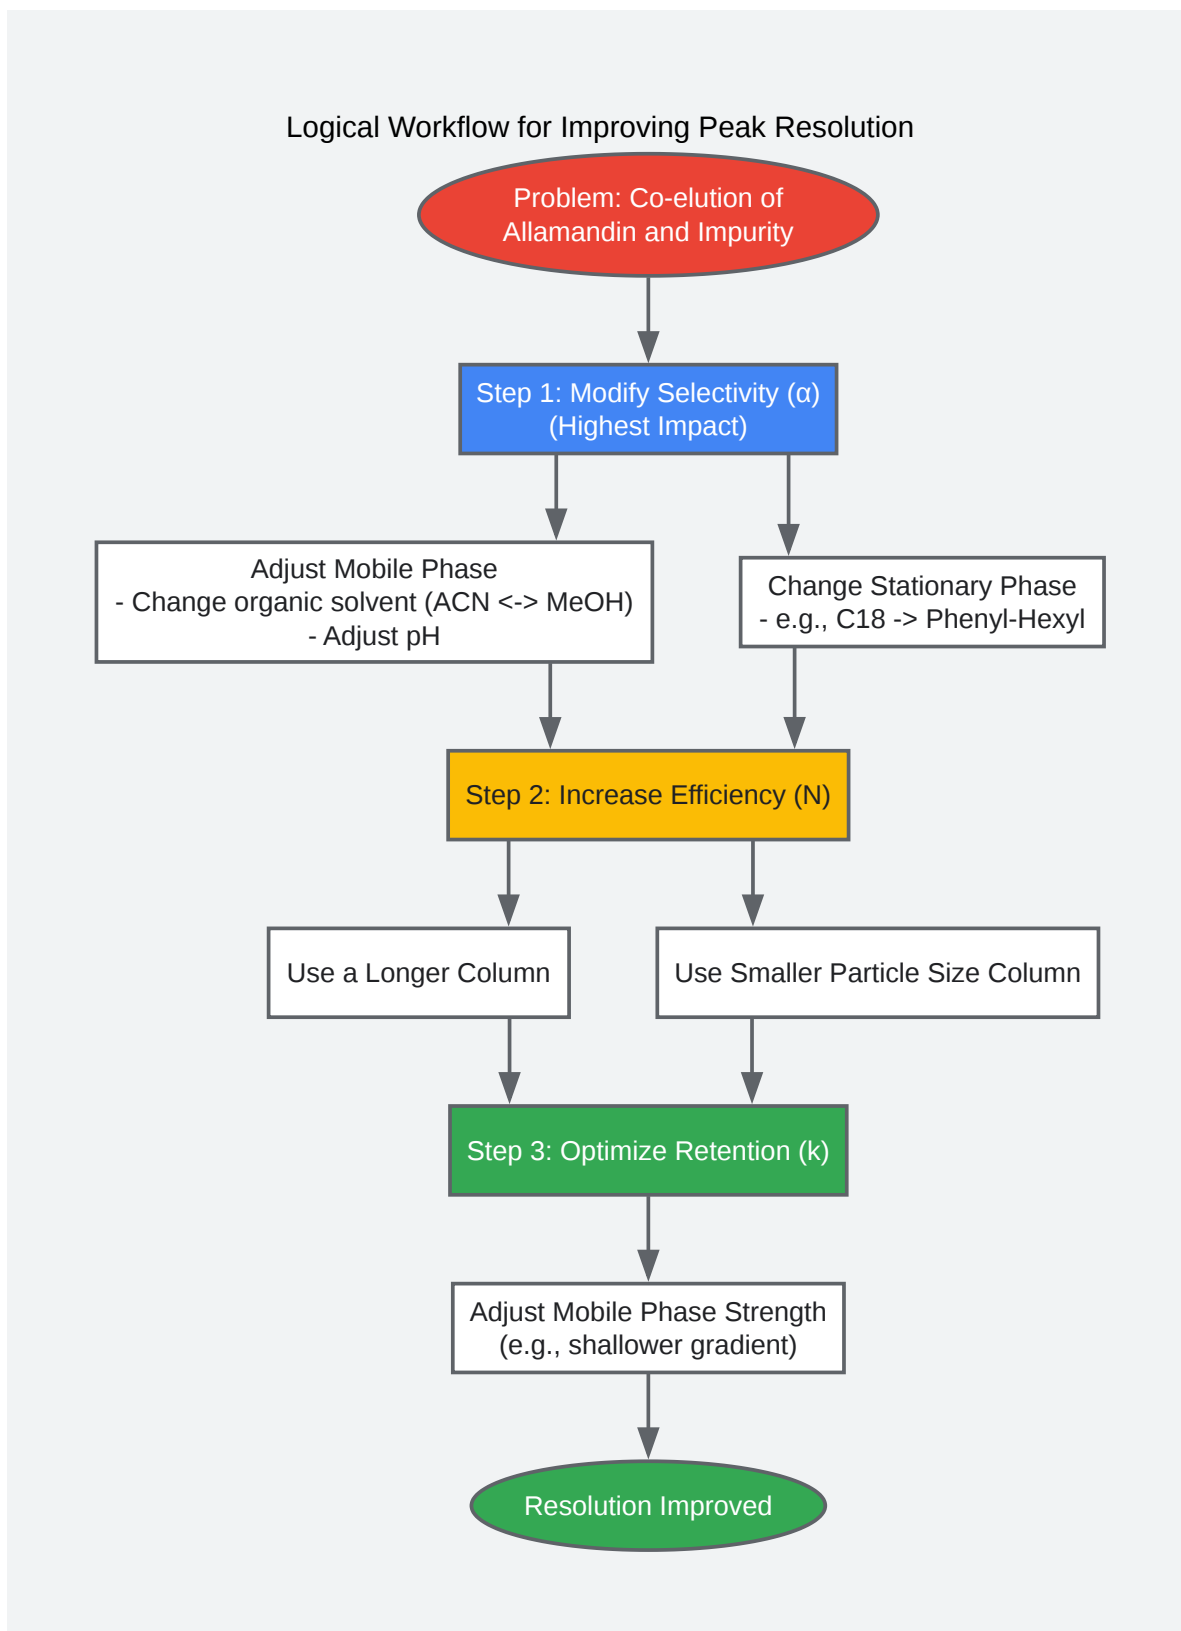 Logical Workflow for Improving Peak Resolution
Problem: Co-elution of
Allamandin and Impurity
Step 1: Modify Selectivity (α)
(Highest Impact)
Adjust Mobile Phase
- Change organic solvent (ACN <-> MeOH)
- Adjust pH
Change Stationary Phase
- e.g., C18 -> Phenyl-Hexyl
Step 2: Increase Efficiency (N)
Use a Longer Column
Use Smaller Particle Size Column
Step 3: Optimize Retention (k)
Adjust Mobile Phase Strength
(e.g., shallower gradient)
Resolution Improved